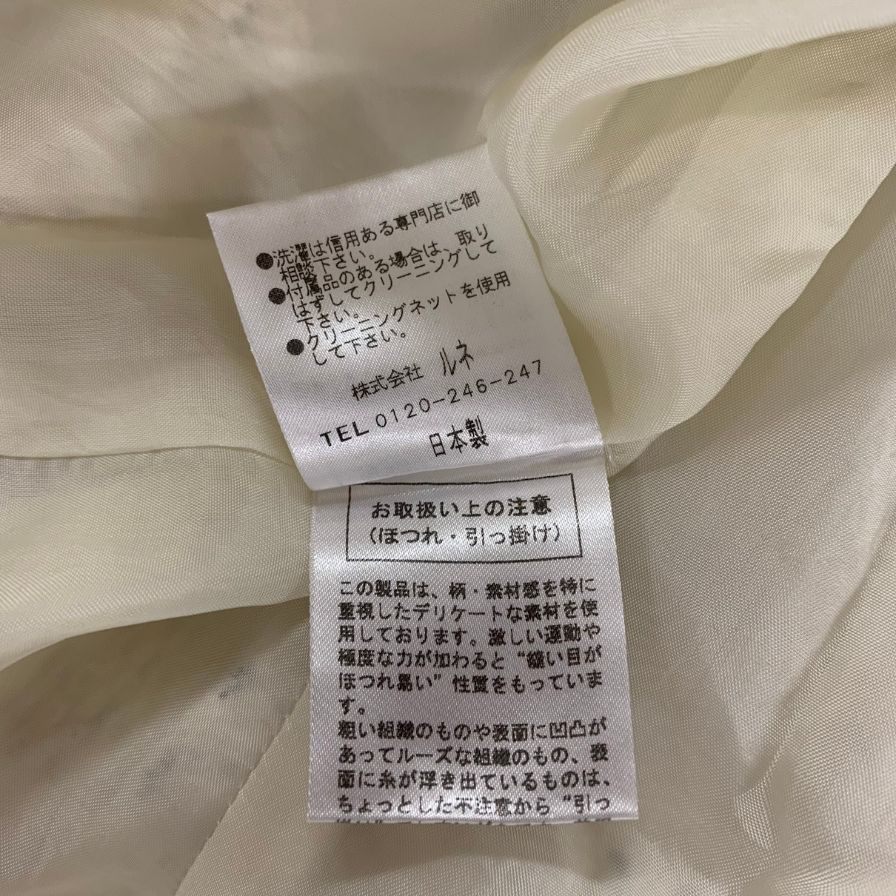 ●洗濯は信用ある専門店に御
相談下さい。
●付属品のある場合は、取り
はずしてクリーニングして
下さい。
●クリーニングネットを使用
して下さい。
株式会社 ルネ
TEL 0120-246-247
日本製
お取扱い上の注意
(ほつれ・引っ掛け)
この製品は、柄・素材感を特に
重視したデリケートな素材を使
用しております。激しい運動や
極度な力が加わると“縫い目が
ほつれ易い”性質をもっていま
す。
粗い組織のものや表面に凹凸が
あってルーズな組織のもの、表
面に糸が浮き出ているものは、
ちょっとした不注意から“引っ